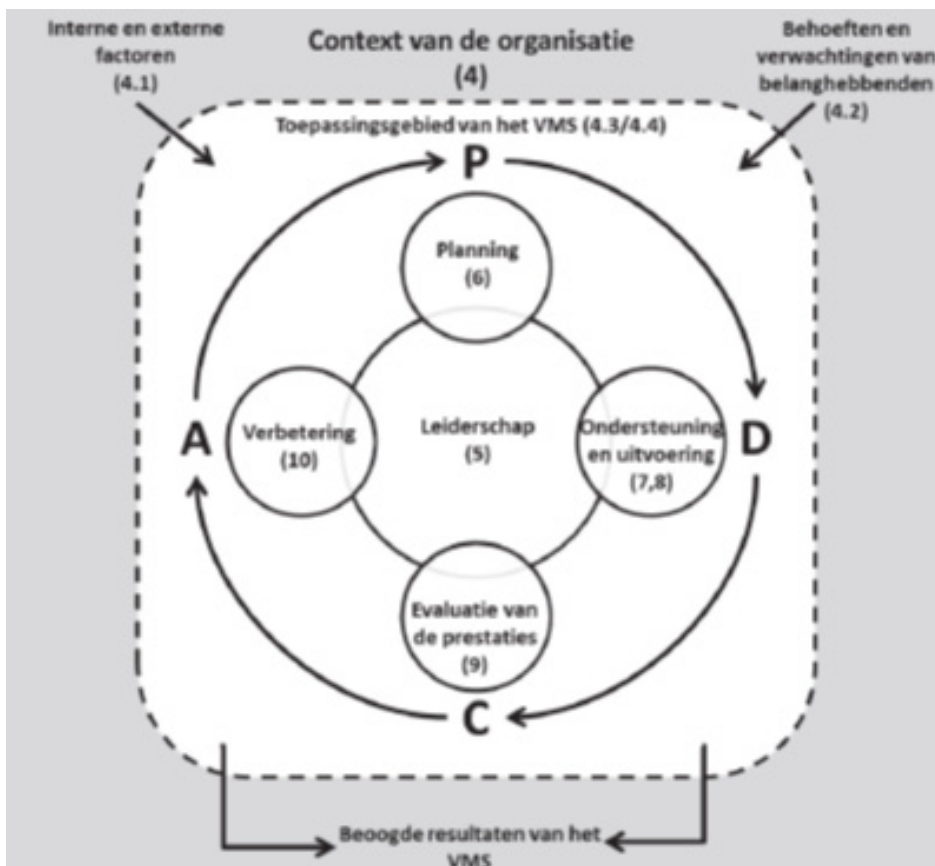 Interne en externe
factoren
(4.1)
Context van de organisatie
(4)
Behoeften en
verwachtingen van
belanghebbenden
(4.2)
Toepassingsgebied van het VMS (4.3/4.4)
P
Planning
(6)
A
Verbetering
(10)
Leiderschap
(5)
Ondersteuning
en uitvoering
(7,8)
D
Evaluatie van
de prestaties
(9)
C
Beoogde resultaten van het
VMS